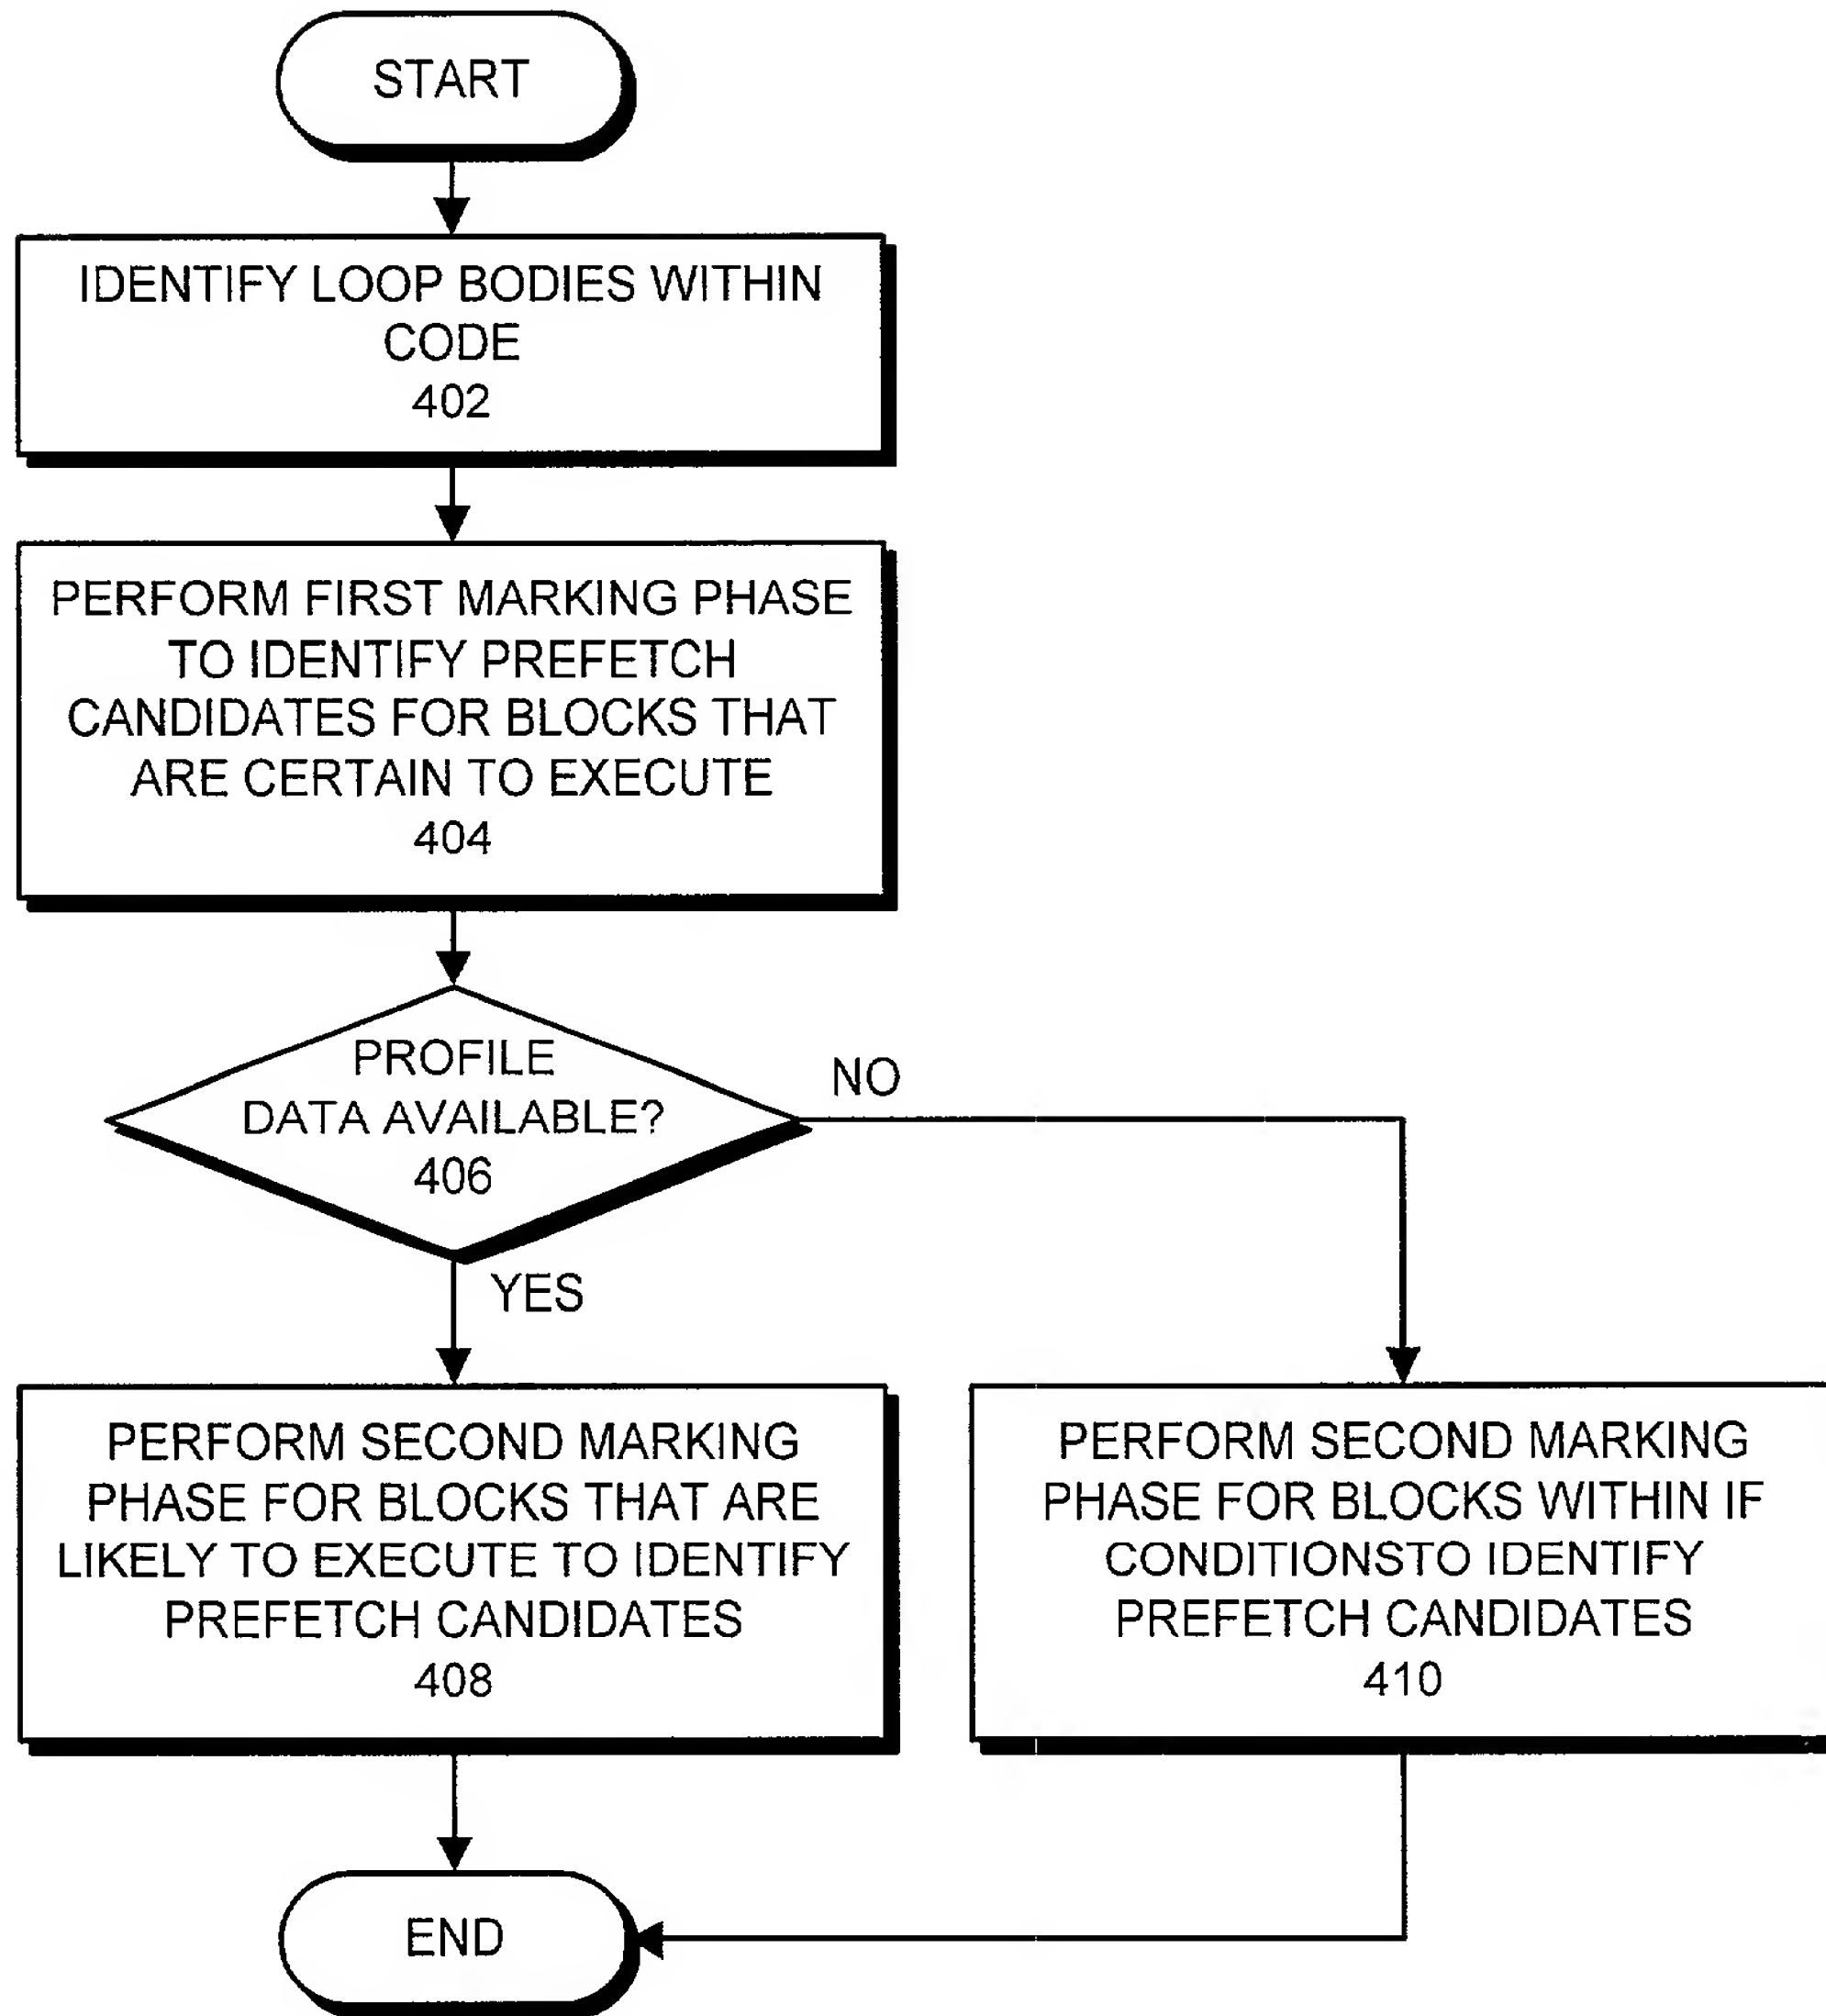 START
IDENTIFY LOOP BODIES WITHIN
CODE
402
PERFORM FIRST MARKING PHASE
TO IDENTIFY PREFETCH
CANDIDATES FOR BLOCKS THAT
ARE CERTAIN TO EXECUTE
404
PROFILE
DATA AVAILABLE?
406
NO
YES
PERFORM SECOND MARKING
PHASE FOR BLOCKS THAT ARE
LIKELY TO EXECUTE TO IDENTIFY
PREFETCH CANDIDATES
408
PERFORM SECOND MARKING
PHASE FOR BLOCKS WITHIN IF
CONDITIONSTO IDENTIFY
PREFETCH CANDIDATES
410
END